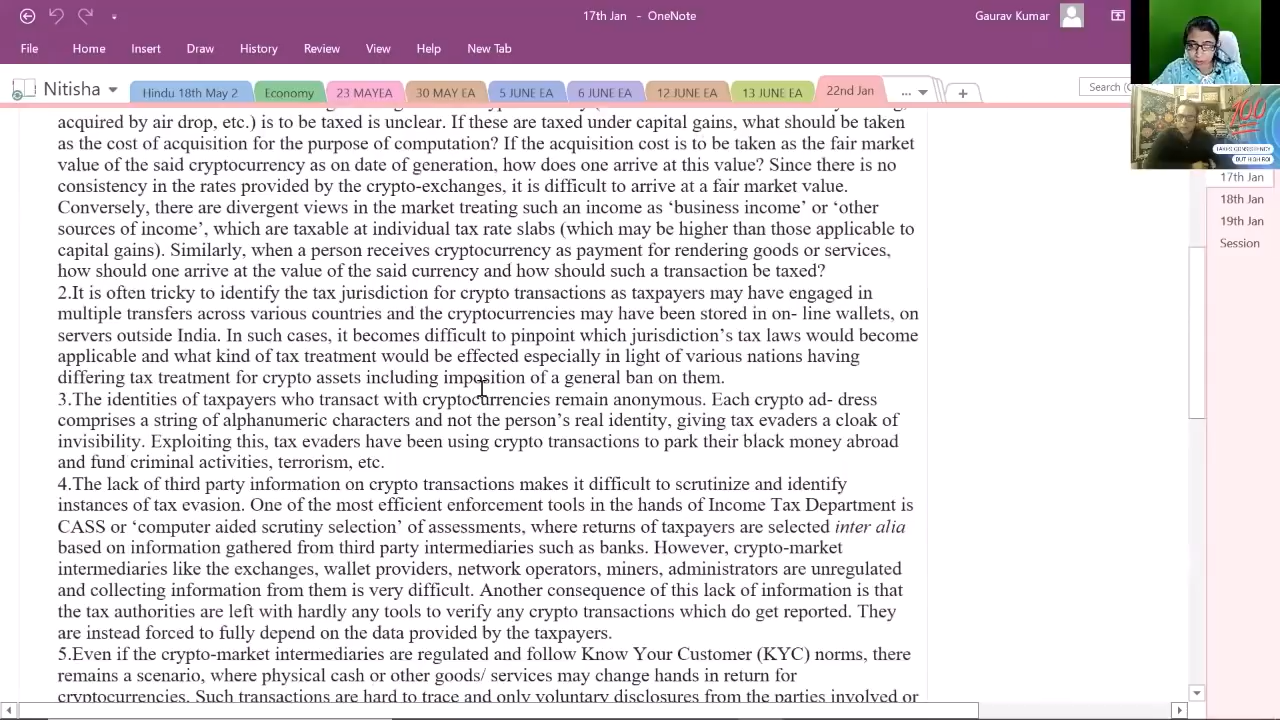 17th Jan - OneNote
Gaurav Kumar
File Home Insert Draw History Review View Help New Tab
Nitisha
Hindu 18th May 2 Economy 23 MAYEA 30 MAY EA 5 JUNE EA 6 JUNE EA 12 JUNE EA 13 JUNE EA 22nd Jan ...
Search (C
acquired by air drop, etc.) is to be taxed is unclear. If these are taxed under capital gains, what should be taken
as the cost of acquisition for the purpose of computation? If the acquisition cost is to be taken as the fair market
value of the said cryptocurrency as on date of generation, how does one arrive at this value? Since there is no
consistency in the rates provided by the crypto-exchanges, it is difficult to arrive at a fair market value.
Conversely, there are divergent views in the market treating such an income as ‘business income’ or ‘other
sources of income’, which are taxable at individual tax rate slabs (which may be higher than those applicable to
capital gains). Similarly, when a person receives cryptocurrency as payment for rendering goods or services,
how should one arrive at the value of the said currency and how should such a transaction be taxed?
2.It is often tricky to identify the tax jurisdiction for crypto transactions as taxpayers may have engaged in
multiple transfers across various countries and the cryptocurrencies may have been stored in on- line wallets, on
servers outside India. In such cases, it becomes difficult to pinpoint which jurisdiction’s tax laws would become
applicable and what kind of tax treatment would be effected especially in light of various nations having
differing tax treatment for crypto assets including imposition of a general ban on them.
3.The identities of taxpayers who transact with cryptocurrencies remain anonymous. Each crypto ad- dress
comprises a string of alphanumeric characters and not the person’s real identity, giving tax evaders a cloak of
invisibility. Exploiting this, tax evaders have been using crypto transactions to park their black money abroad
and fund criminal activities, terrorism, etc.
4.The lack of third party information on crypto transactions makes it difficult to scrutinize and identify
instances of tax evasion. One of the most efficient enforcement tools in the hands of Income Tax Department is
CASS or ‘computer aided scrutiny selection’ of assessments, where returns of taxpayers are selected inter alia
based on information gathered from third party intermediaries such as banks. However, crypto-market
intermediaries like the exchanges, wallet providers, network operators, miners, administrators are unregulated
and collecting information from them is very difficult. Another consequence of this lack of information is that
the tax authorities are left with hardly any tools to verify any crypto transactions which do get reported. They
are instead forced to fully depend on the data provided by the taxpayers.
5.Even if the crypto-market intermediaries are regulated and follow Know Your Customer (KYC) norms, there
remains a scenario, where physical cash or other goods/ services may change hands in return for
cryptocurrencies. Such transactions are hard to trace and only voluntary disclosures from the parties involved or
100
TAKES CONSISTENCY
BUT HIGH ROI
17th Jan
18th Jan
19th Jan
Session